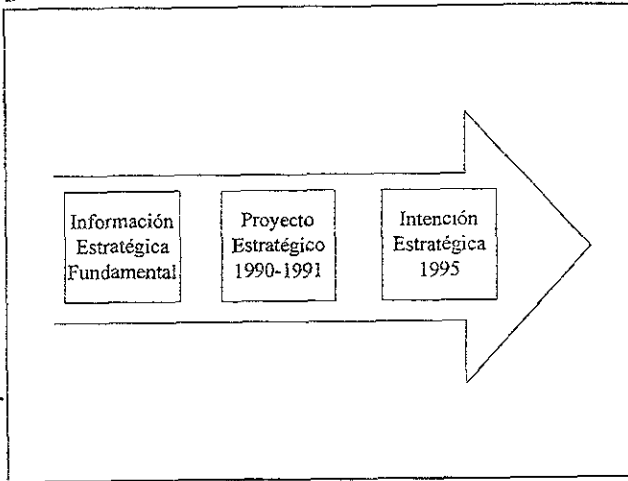 Información
Estratégica
Fundamental
Proyecto
Estratégico
1990-1991
Intención
Estratégica
1995